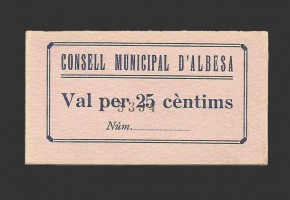 CONSELL MUNICIPAL D'ALBESA
Val per 25 cèntims
Núm.